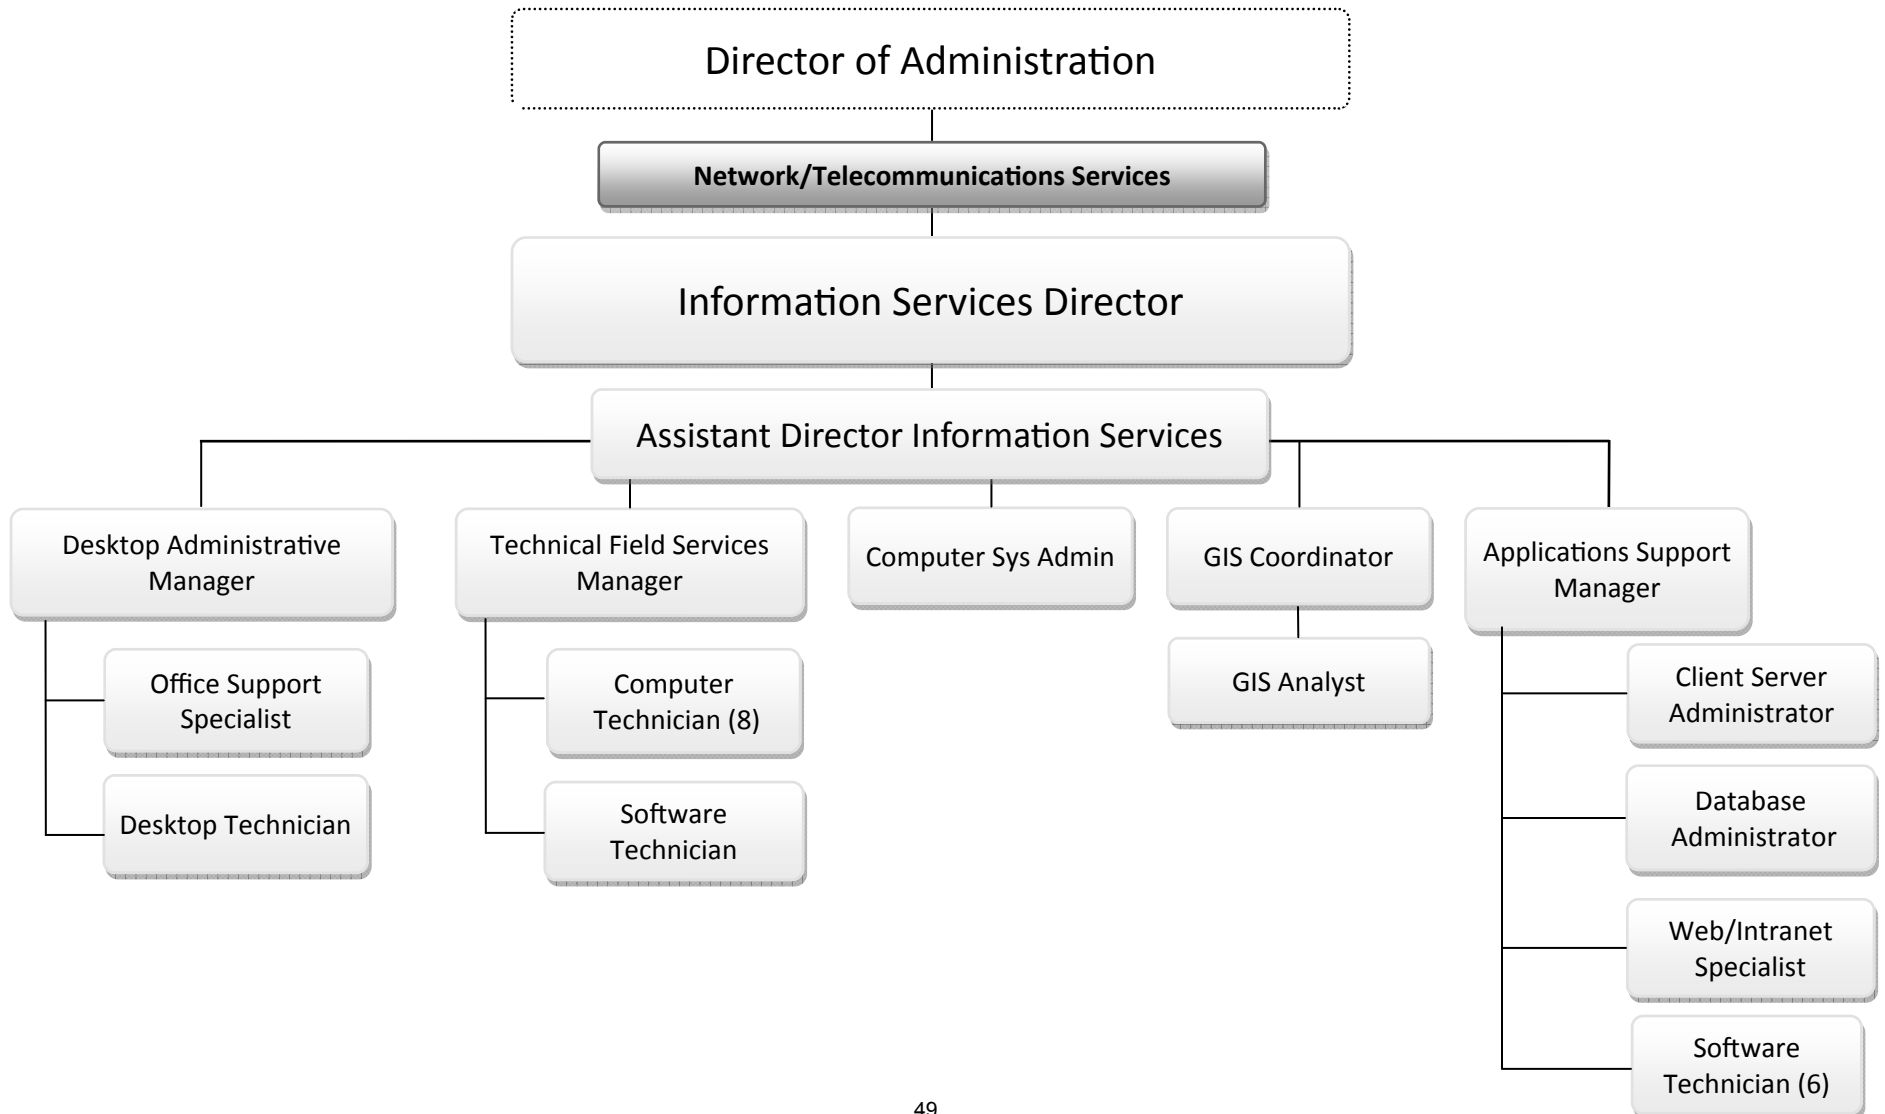 Director of Administration
Network/Telecommunications Services
Information Services Director
Assistant Director Information Services
Desktop Administrative
Manager
Technical Field Services
Manager
Computer Sys Admin
GIS Coordinator
Applications Support
Manager
Office Support
Specialist
Desktop Technician
Computer
Technician (8)
Software
Technician
GIS Analyst
Client Server
Administrator
Database
Administrator
Web/Intranet
Specialist
Software
Technician (6)
49